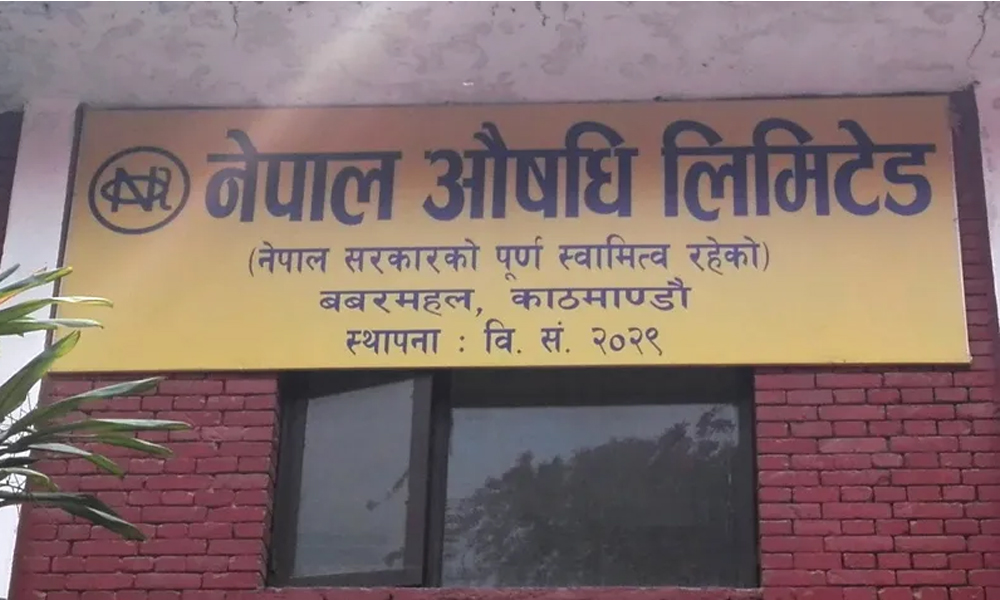 नेपाल औषधि लिमिटेड
(नेपाल सरकारको पूर्ण स्वामित्व रहेको)
बबरमहल, काठमाण्डौ
स्थापना : वि. सं. २०२९